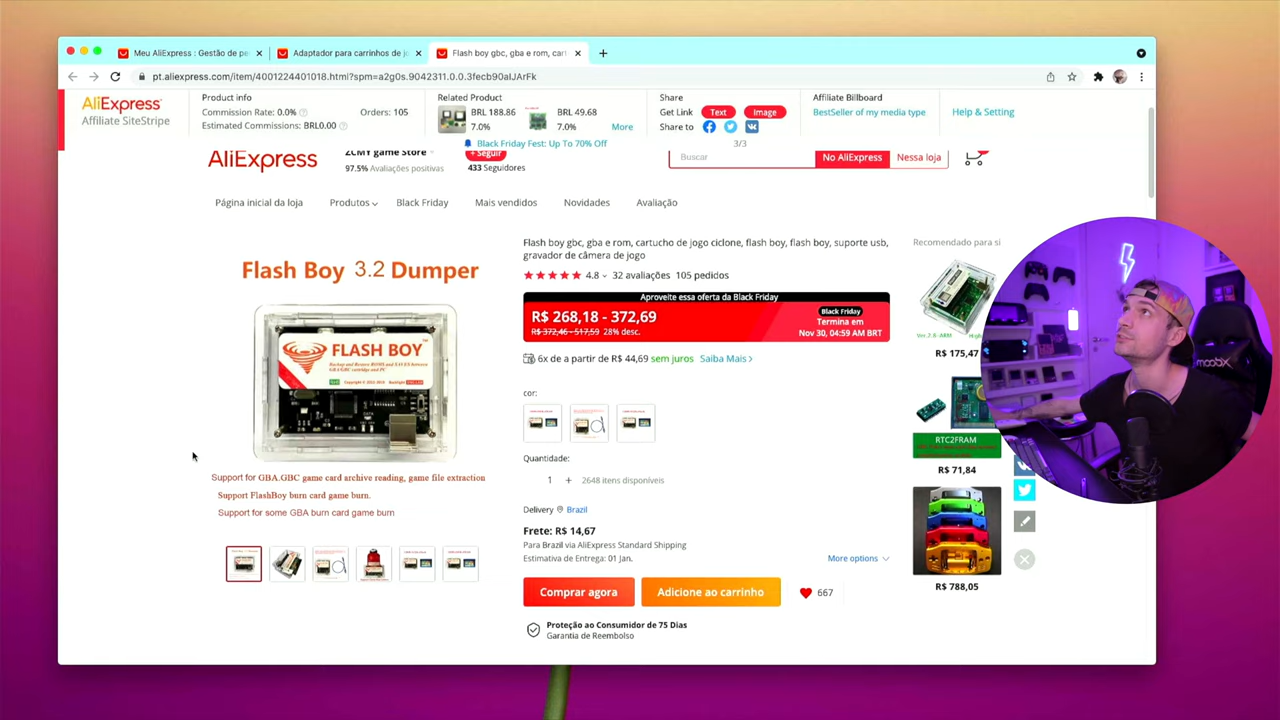 Meu AliExpress : Gestão de pe
Adaptador para carrinhos de jo
Flash boy gbc, gba e rom, cart
pt.aliexpress.com/item/4001224401018.html?spm=a2g0s.9042311.0.0.3fecb90aIJArFk
AliExpress
Affiliate SiteStripe
Product info
Commission Rate: 0.0%
Orders: 105
Estimated Commissions: BRL0.00
Related Product
BRL 188.86
7.0%
BRL 49.68
7.0%
More
Share
Get Link Text Image
Share to
Affiliate Billboard
BestSeller of my media type
Help & Setting
Black Friday Fest: Up To 70% Off
3/3
AliExpress
ZCMY game Store
97.5% Avaliações positivas
+ Seguir
433 Seguidores
Buscar
No AliExpress
Nessa loja
Página inicial da loja
Produtos
Black Friday
Mais vendidos
Novidades
Avaliação
Flash Boy 3.2 Dumper
FLASH BOY
Support for GBA.GBC game card archive reading, game file extraction
Support FlashBoy burn card game burn.
Support for some GBA burn card game burn
Flash boy gbc, gba e rom, cartucho de jogo ciclone, flash boy, flash boy, suporte usb,
gravador de câmera de jogo
4.8
32 avaliações
105 pedidos
Aproveite essa oferta da Black Friday
R$ 268,18 - 372,69
R$ 372,46 - 517,59 28% desc.
Black Friday
Termina em
Nov 30, 04:59 AM BRT
6x de a partir de R$ 44,69 sem juros Saiba Mais
cor:
Quantidade:
1 + 2648 itens disponíveis
Delivery Brazil
Frete: R$ 14,67
Para Brazil via AliExpress Standard Shipping
Estimativa de Entrega: 01 Jan.
More options
Comprar agora
Adicione ao carrinho
667
Proteção ao Consumidor de 75 Dias
Garantia de Reembolso
Recomendado para si
R$ 175,47
RTC2FRAM
R$ 71,84
R$ 788,05